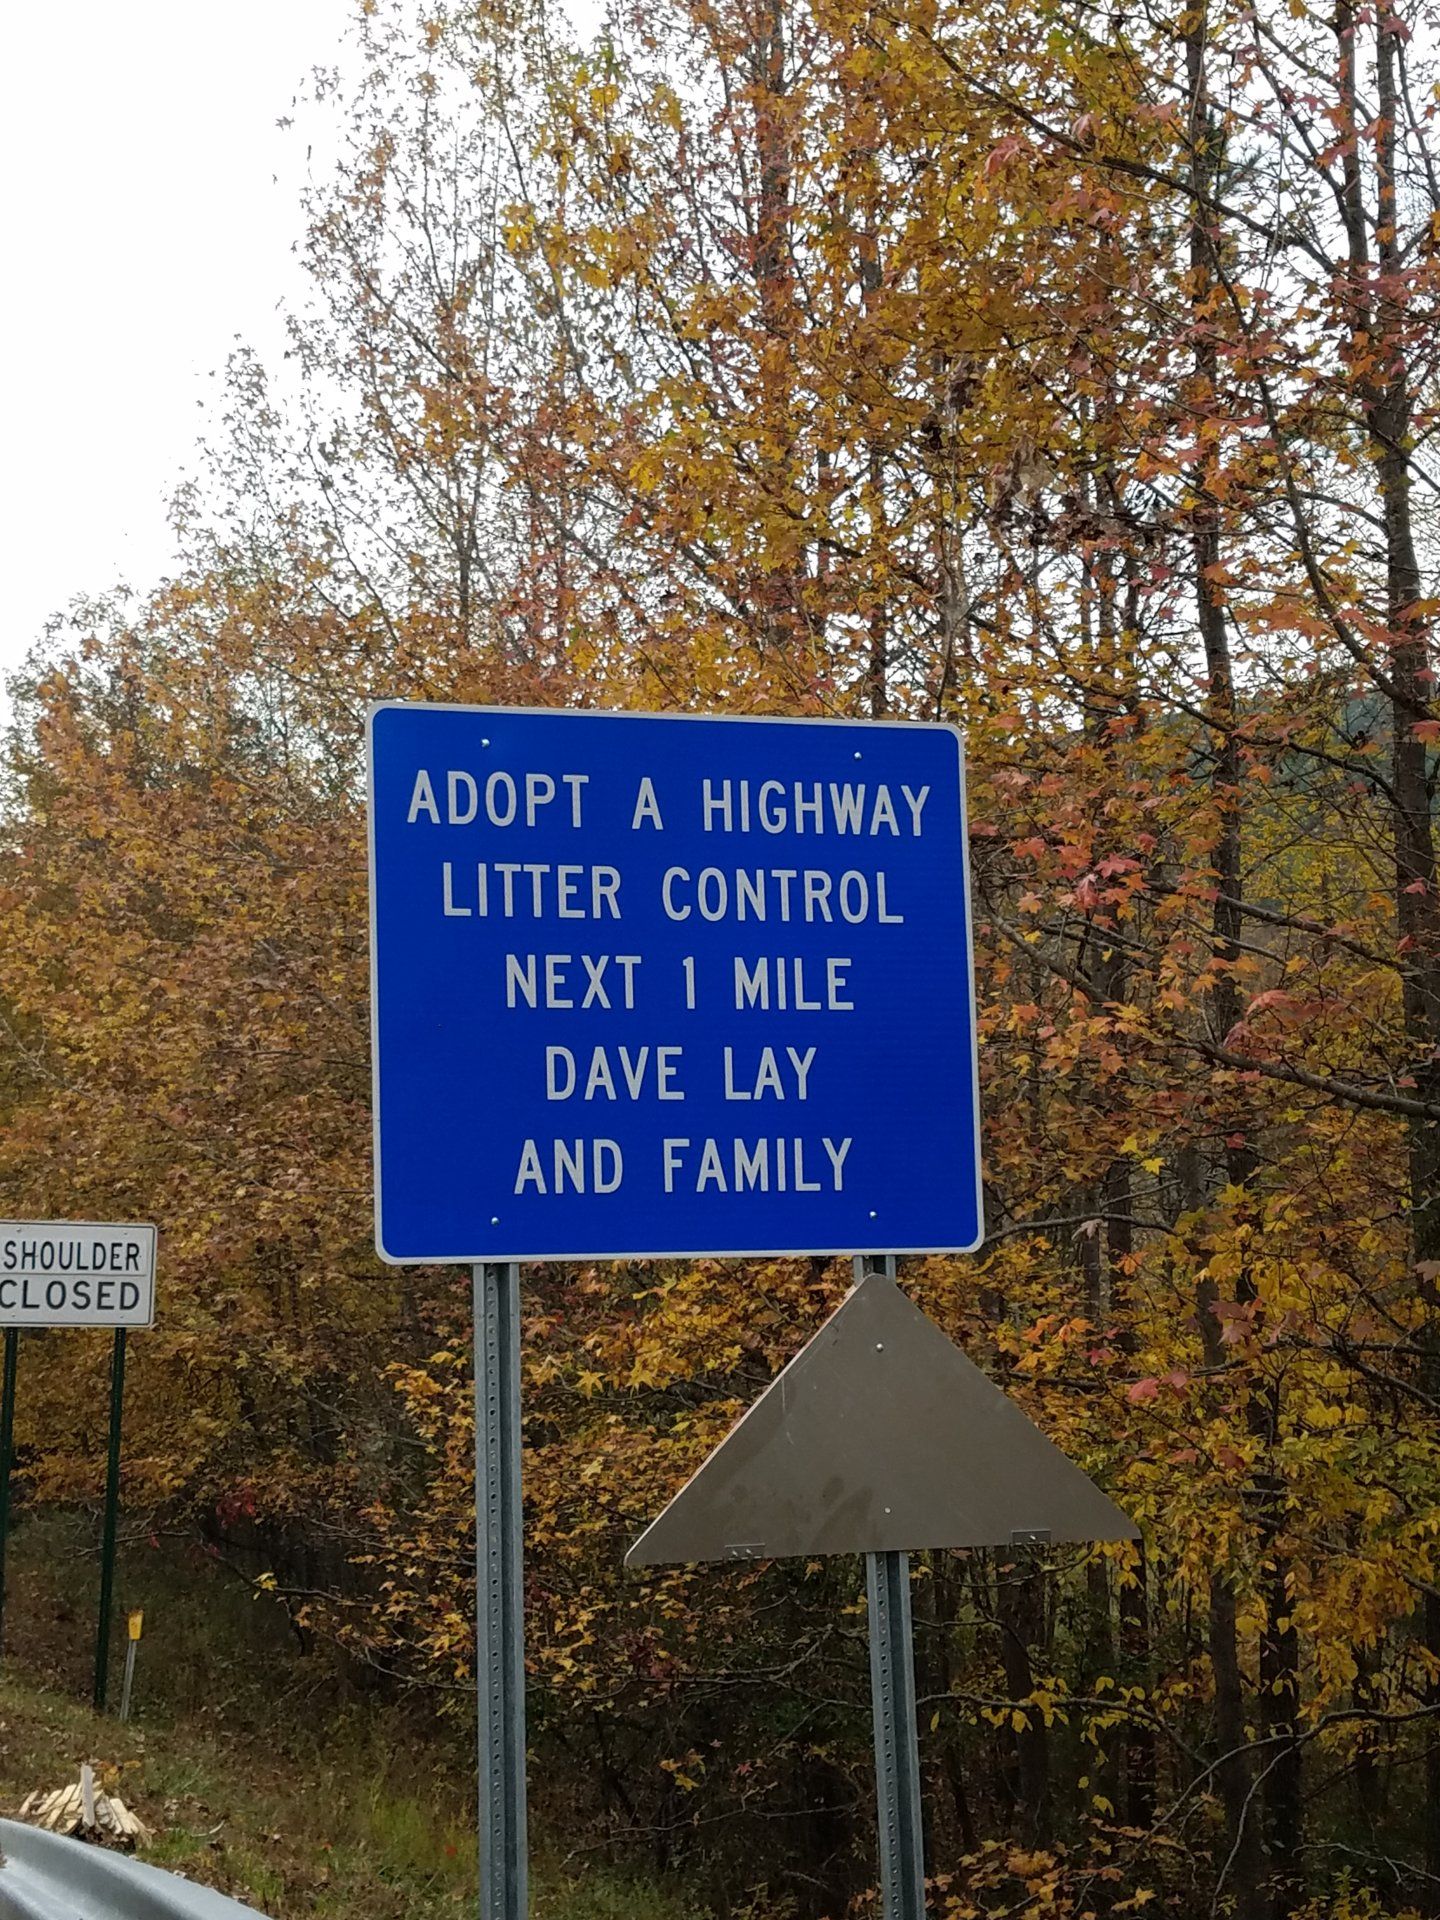 ADOPT A HIGHWAY
LITTER CONTROL
NEXT 1 MILE
DAVE LAY
AND FAMILY
SHOULDER
CLOSED